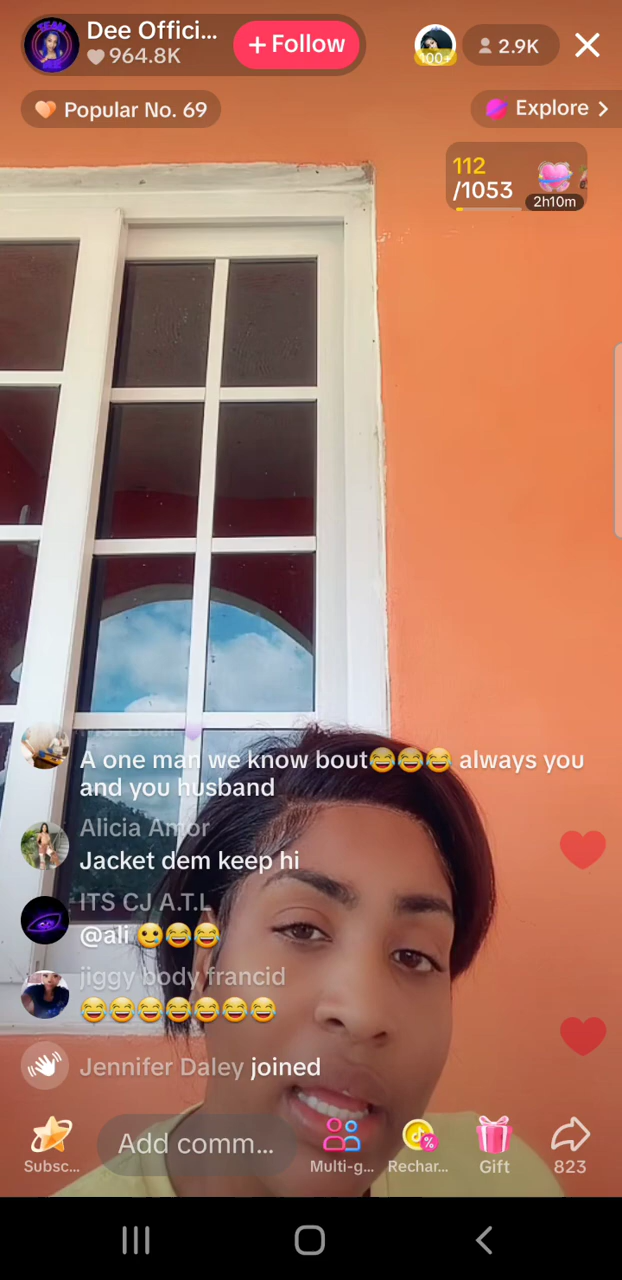 Dee Offici...
964.8K
+ Follow
100+
2.9K
Popular No. 69
Explore >
112
/1053
2h10m
A one man we know bout😂😂😂 always you
and you husband
Alicia Amor
Jacket dem keep hi
ITS CJ A.T.L
@ali 🥲😂😂
jiggy body francid
😂😂😂😂😂😂😂
Jennifer Daley joined
Subsc...
Add comm...
Multi-g...
Rechar...
Gift
823